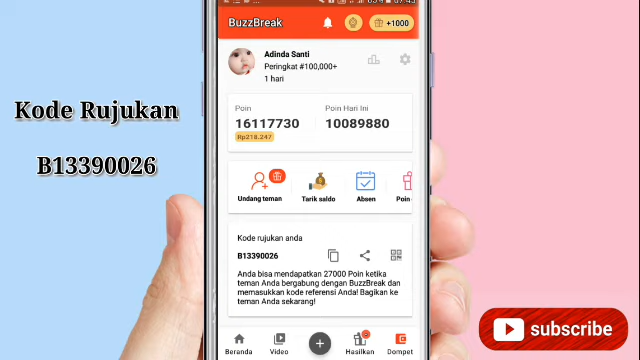 Kode Rujukan
B13390026
BuzzBreak
+1000
Adinda Santi
Peringkat #100,000+
1 hari
Poin
Poin Hari Ini
16117730
10089880
Rp218.247
Undang teman
Tarik saldo
Absen
Poin
Kode rujukan anda
B13390026
Anda bisa mendapatkan 27000 Poin ketika
teman Anda bergabung dengan BuzzBreak dan
memasukkan kode referensi Anda! Bagikan ke
teman Anda sekarang!
Beranda
Video
Hasilkan
Dompet
subscribe